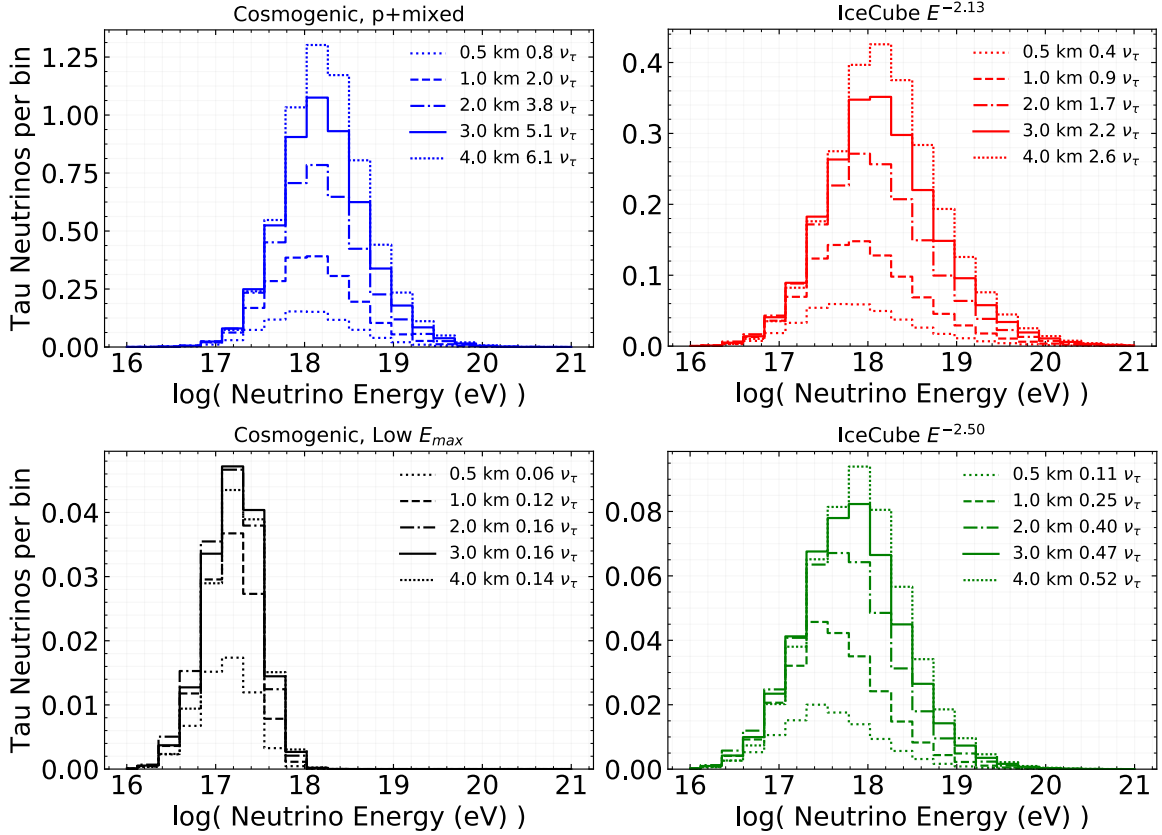 Cosmogenic, p+mixed
Tau Neutrinos per bin
1.25
1.00
0.75
0.50
0.25
0.00
0.5 km 0.8 ντ
1.0 km 2.0 ντ
2.0 km 3.8 ντ
3.0 km 5.1 ντ
4.0 km 6.1 ντ
16 17 18 19 20 21
log( Neutrino Energy (eV) )
IceCube E^−2.13
0.4
0.3
0.2
0.1
0.0
0.5 km 0.4 ντ
1.0 km 0.9 ντ
2.0 km 1.7 ντ
3.0 km 2.2 ντ
4.0 km 2.6 ντ
16 17 18 19 20 21
log( Neutrino Energy (eV) )
Cosmogenic, Low E_max
Tau Neutrinos per bin
0.04
0.03
0.02
0.01
0.00
0.5 km 0.06 ντ
1.0 km 0.12 ντ
2.0 km 0.16 ντ
3.0 km 0.16 ντ
4.0 km 0.14 ντ
16 17 18 19 20 21
log( Neutrino Energy (eV) )
IceCube E^−2.50
0.08
0.06
0.04
0.02
0.00
0.5 km 0.11 ντ
1.0 km 0.25 ντ
2.0 km 0.40 ντ
3.0 km 0.47 ντ
4.0 km 0.52 ντ
16 17 18 19 20 21
log( Neutrino Energy (eV) )